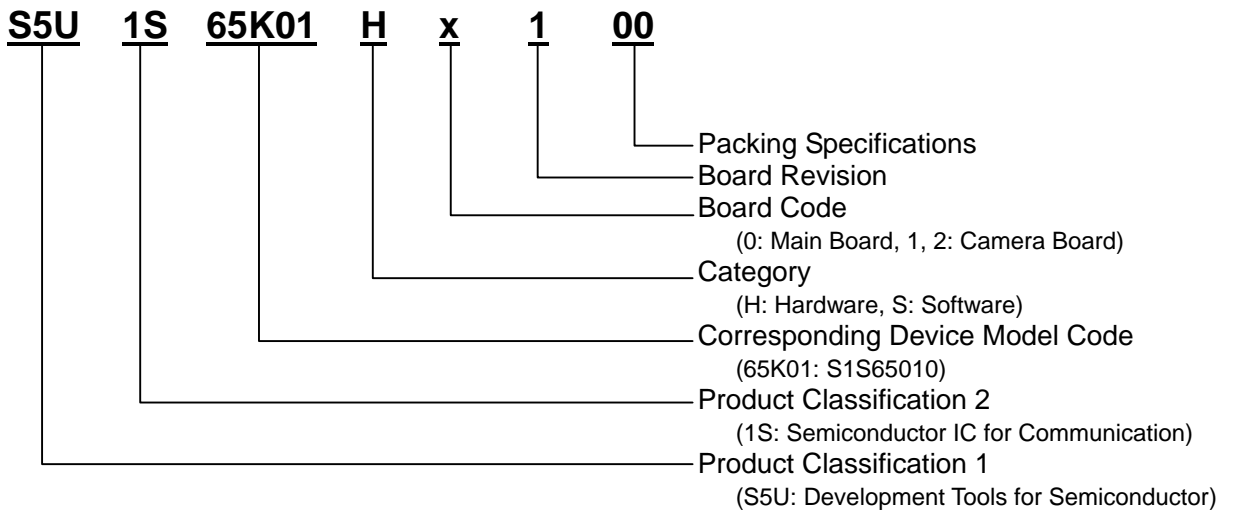 S5U 1S 65K01 H x 1 00
Packing Specifications
Board Revision
Board Code
(0: Main Board, 1, 2: Camera Board)
Category
(H: Hardware, S: Software)
Corresponding Device Model Code
(65K01: S1S65010)
Product Classification 2
(1S: Semiconductor IC for Communication)
Product Classification 1
(S5U: Development Tools for Semiconductor)